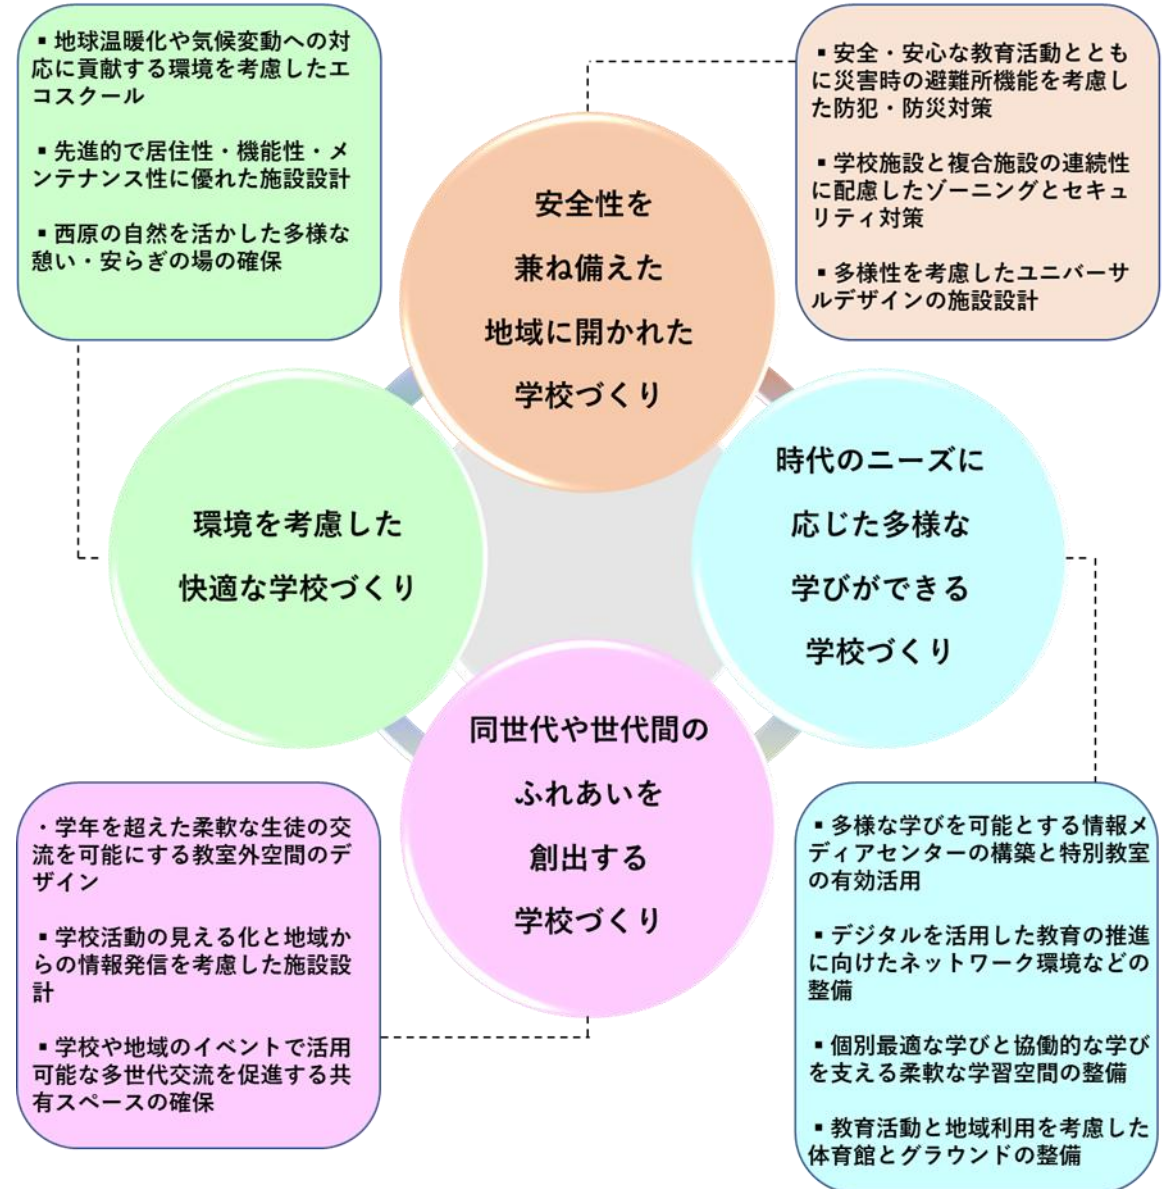 ▪地球温暖化や気候変動への対
応に貢献する環境を考慮したエ
コスクール
▪先進的で居住性・機能性・メ
ンテナンス性に優れた施設設計
▪西原の自然を活かした多様な
憩い・安らぎの場の確保
▪安全・安心な教育活動ととも
に災害時の避難所機能を考慮し
た防犯・防災対策
▪学校施設と複合施設の連続性
に配慮したゾーニングとセキュ
リティ対策
▪多様性を考慮したユニバーサ
ルデザインの施設設計
安全性を
兼ね備えた
地域に開かれた
学校づくり
環境を考慮した
快適な学校づくり
時代のニーズに
応じた多様な
学びができる
学校づくり
同世代や世代間の
ふれあいを
創出する
学校づくり
・学年を超えた柔軟な生徒の交
流を可能にする教室外空間のデ
ザイン
▪学校活動の見える化と地域か
らの情報発信を考慮した施設設
計
▪学校や地域のイベントで活用
可能な多世代交流を促進する共
有スペースの確保
▪多様な学びを可能とする情報メ
ディアセンターの構築と特別教室
の有効活用
▪デジタルを活用した教育の推進
に向けたネットワーク環境などの
整備
▪個別最適な学びと協働的な学び
を支える柔軟な学習空間の整備
▪教育活動と地域利用を考慮した
体育館とグラウンドの整備